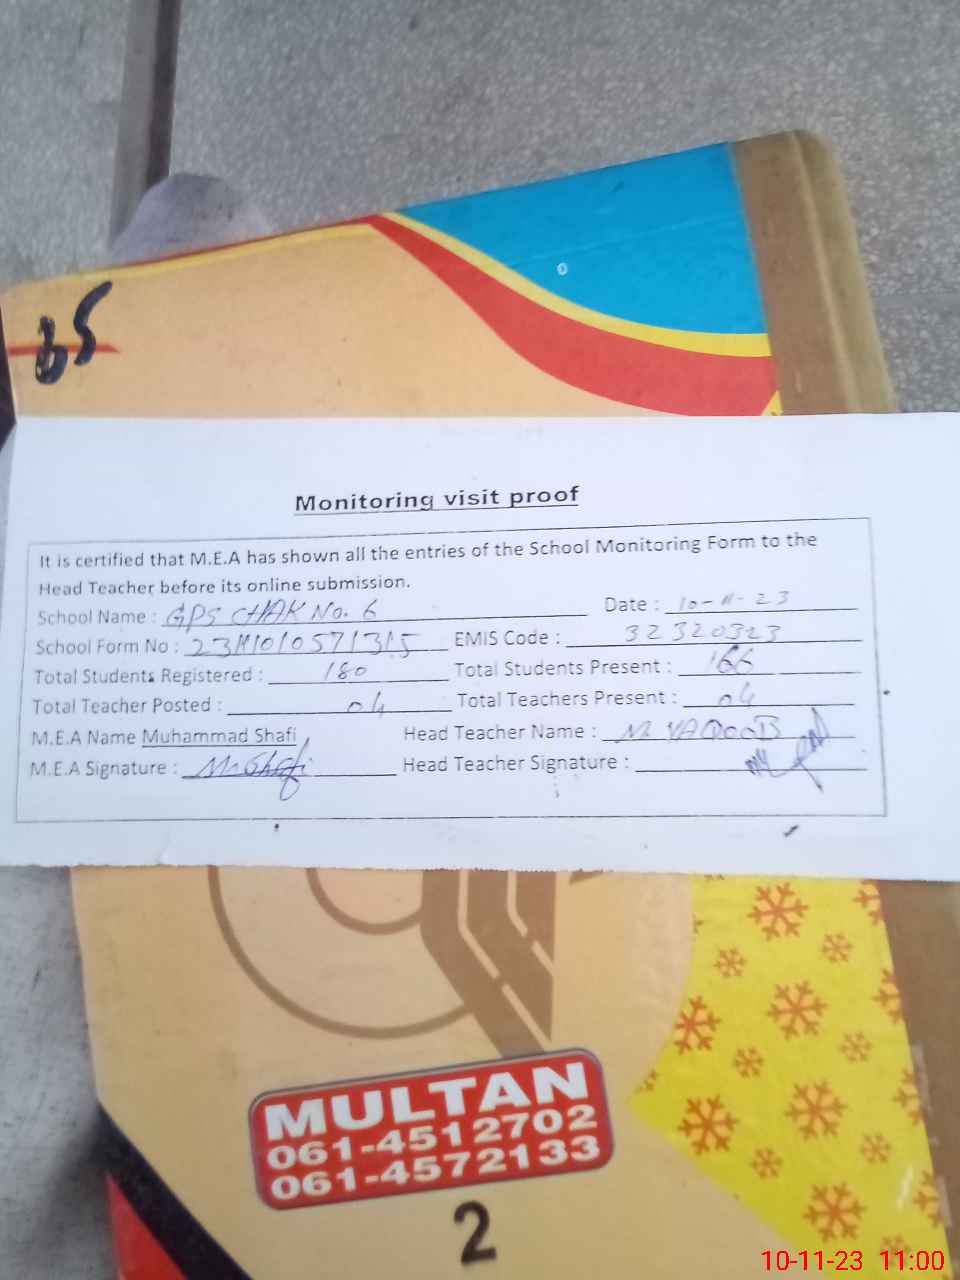 65
Monitoring visit proof
It is certified that M.E.A has shown all the entries of the School Monitoring Form to the
Head Teacher before its online submission.
School Name : GPS CHAK No. 6 Date : 10-11-23
School Form No : EMIS Code : 32320323
Total Students Registered : 180 Total Students Present : 166
Total Teacher Posted : 04 Total Teachers Present : 04
M.E.A Name Muhammad Shafi Head Teacher Name : M. YAQOOB
M.E.A Signature : M. Shafi Head Teacher Signature :
MULTAN
061-4512702
061-4572133
2
10-11-23 11:00